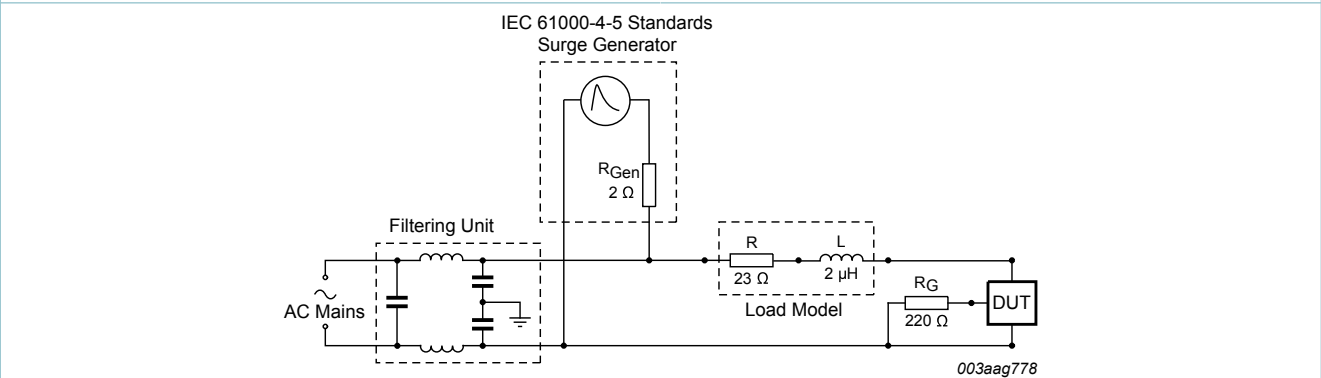 IEC 61000-4-5 Standards
Surge Generator
RGen
2 Ω
Filtering Unit
R
L
23 Ω
2 μH
RG
DUT
AC Mains
Load Model
220 Ω
003aag778